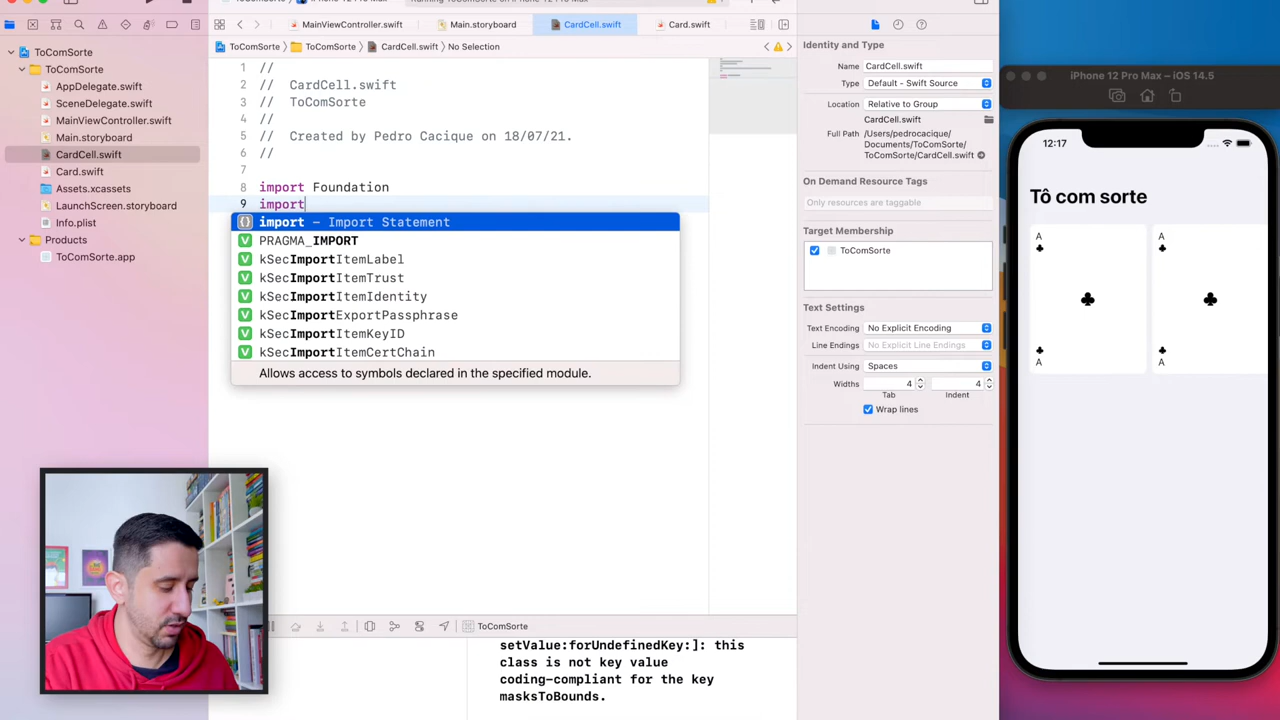 MainViewController.swift
Main.storyboard
CardCell.swift
Card.swift
ToComSorte
ToComSorte
CardCell.swift
No Selection
ToComSorte
ToComSorte
AppDelegate.swift
SceneDelegate.swift
MainViewController.swift
Main.storyboard
CardCell.swift
Card.swift
Assets.xcassets
LaunchScreen.storyboard
Info.plist
Products
ToComSorte.app
1 //
2 // CardCell.swift
3 // ToComSorte
4 //
5 // Created by Pedro Cacique on 18/07/21.
6 //
7
8 import Foundation
9 import
import – Import Statement
PRAGMA_IMPORT
kSecImportItemLabel
kSecImportItemTrust
kSecImportItemIdentity
kSecImportExportPassphrase
kSecImportItemKeyID
kSecImportItemCertChain
Allows access to symbols declared in the specified module.
ToComSorte
setValue:forUndefinedKey:]: this
class is not key value
coding-compliant for the key
masksToBounds.
Identity and Type
Name CardCell.swift
Type Default - Swift Source
Location Relative to Group
CardCell.swift
Full Path /Users/pedrocacique/
Documents/ToComSorte/
ToComSorte/CardCell.swift
On Demand Resource Tags
Only resources are taggable
Target Membership
ToComSorte
Text Settings
Text Encoding No Explicit Encoding
Line Endings No Explicit Line Endings
Indent Using Spaces
Widths 4 4
Tab Indent
Wrap lines
iPhone 12 Pro Max – iOS 14.5
12:17
Tô com sorte
A A
A A